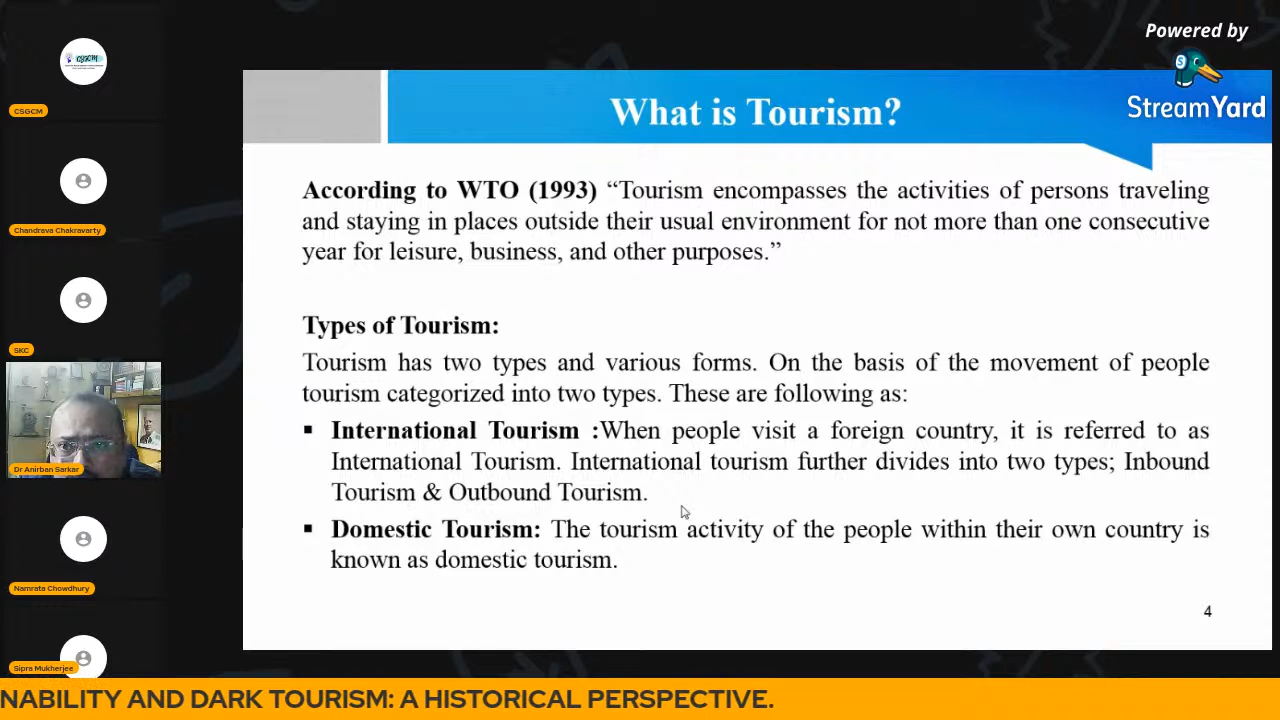 Powered by
StreamYard
CSGCM
Chandrava Chakravarty
SKC
Dr Anirban Sarkar
Namrata Chowdhury
Sipra Mukherjee
What is Tourism?
According to WTO (1993) “Tourism encompasses the activities of persons traveling
and staying in places outside their usual environment for not more than one consecutive
year for leisure, business, and other purposes.”
Types of Tourism:
Tourism has two types and various forms. On the basis of the movement of people
tourism categorized into two types. These are following as:
▪ International Tourism :When people visit a foreign country, it is referred to as
International Tourism. International tourism further divides into two types; Inbound
Tourism & Outbound Tourism.
▪ Domestic Tourism: The tourism activity of the people within their own country is
known as domestic tourism.
4
NABILITY AND DARK TOURISM: A HISTORICAL PERSPECTIVE.